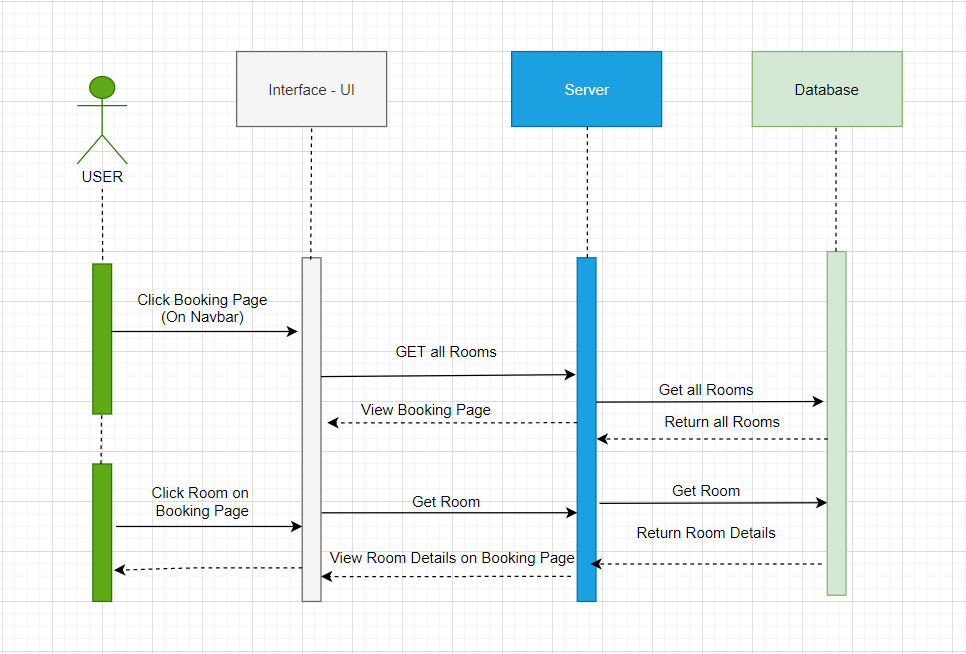 Interface - UI
Server
Database
USER
Click Booking Page
(On Navbar)
GET all Rooms
Get all Rooms
View Booking Page
Return all Rooms
Click Room on
Booking Page
Get Room
Get Room
Return Room Details
View Room Details on Booking Page